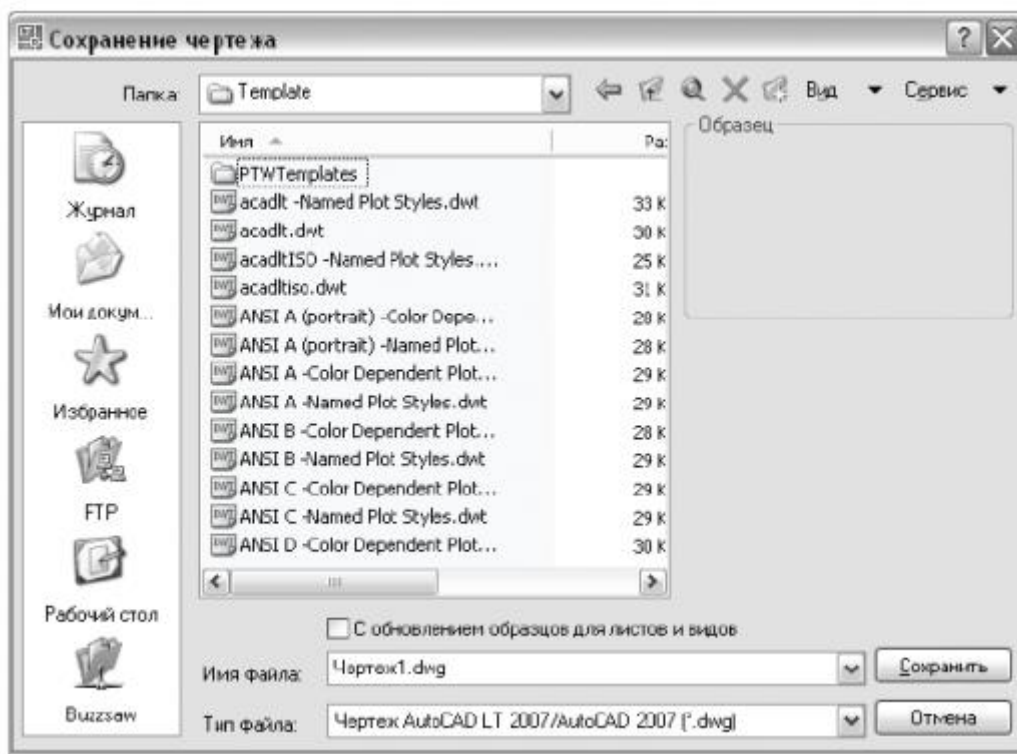 Сохранение чертежа
Папка:
Template
Вид
Сервис
Имя
Раз
Образец
PTWTemplates
acadlt -Named Plot Styles.dwt 33 К
acadlt.dwt 30 К
acadltISO -Named Plot Styles.... 25 К
acadltiso.dwt 31 К
ANSI A (portrait) -Color Depe... 28 К
ANSI A (portrait) -Named Plot... 28 К
ANSI A -Color Dependent Plot... 29 К
ANSI A -Named Plot Styles.dwt 29 К
ANSI B -Color Dependent Plot... 28 К
ANSI B -Named Plot Styles.dwt 29 К
ANSI C -Color Dependent Plot... 29 К
ANSI C -Named Plot Styles.dwt 29 К
ANSI D -Color Dependent Plot... 30 К
Журнал
Мои докум...
Избранное
FTP
Рабочий стол
Buzzsaw
С обновлением образцов для листов и видов
Имя файла:
Чертеж1.dwg
Сохранить
Тип файла:
Чертеж AutoCAD LT 2007/AutoCAD 2007 (*.dwg)
Отмена